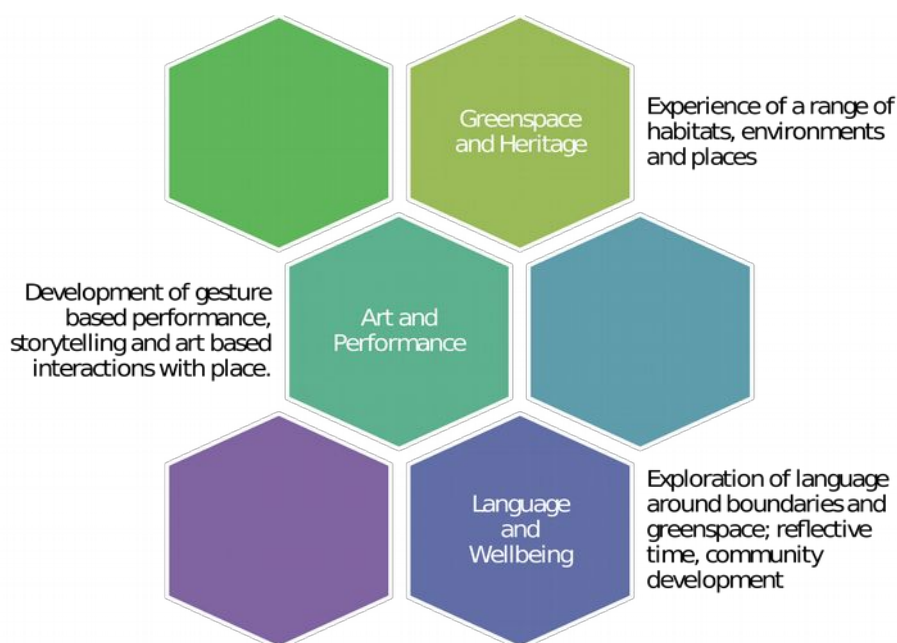 Greenspace
and Heritage
Experience of a range of
habitats, environments
and places
Development of gesture
based performance,
storytelling and art based
interactions with place.
Art and
Performance
Language
and
Wellbeing
Exploration of language
around boundaries and
greenspace; reflective
time, community
development